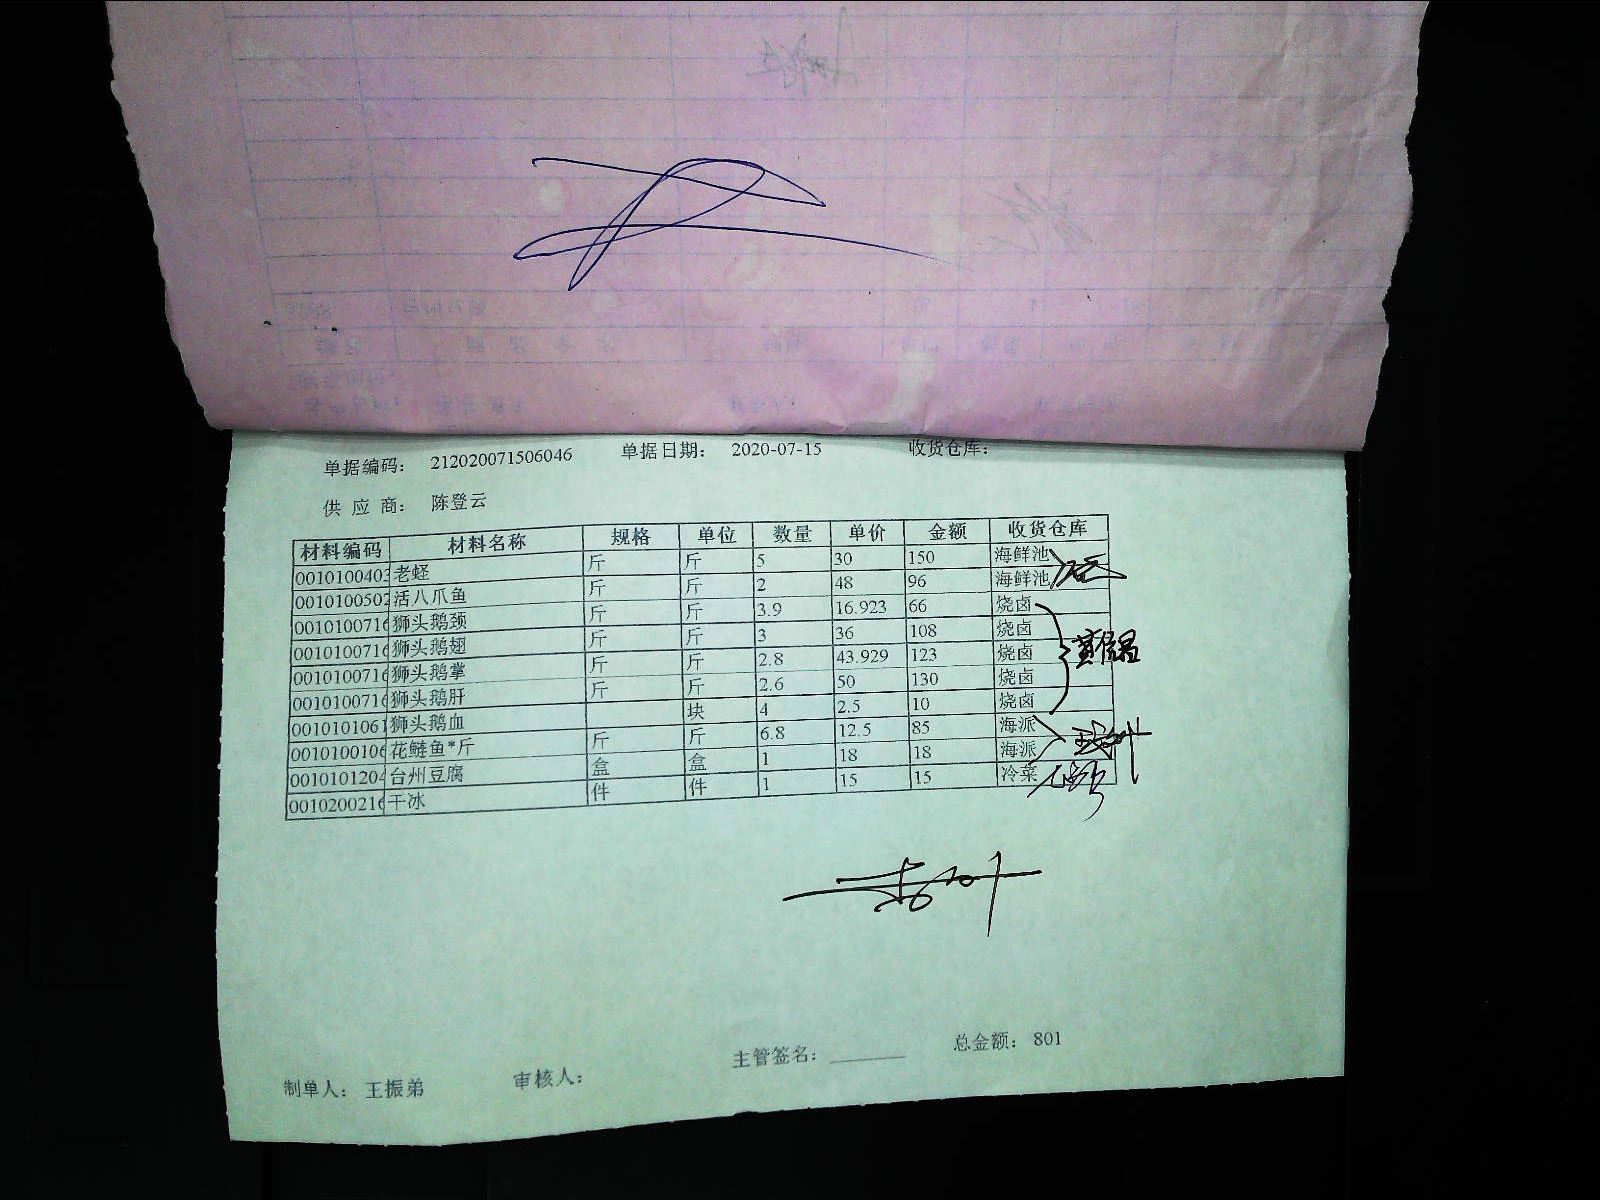 单据编码： 212020071506046 单据日期： 2020-07-15 收货仓库：
供 应 商： 陈登云
材料编码 材料名称 规格 单位 数量 单价 金额 收货仓库
0010100403 老蛏 斤 斤 5 30 150 海鲜池
0010100502 活八爪鱼 斤 斤 2 48 96 海鲜池
0010100716 狮头鹅颈 斤 斤 3.9 16.923 66 烧卤
0010100716 狮头鹅翅 斤 斤 3 36 108 烧卤
0010100716 狮头鹅掌 斤 斤 2.8 43.929 123 烧卤
0010100716 狮头鹅肝 斤 斤 2.6 50 130 烧卤
0010101061 狮头鹅血 块 4 2.5 10 烧卤
0010100106 花鲢鱼*斤 斤 斤 6.8 12.5 85 海派
0010101204 台州豆腐 盒 盒 1 18 18 海派
0010200216 干冰 件 件 1 15 15 冷菜
主管签名： 总金额： 801
制单人： 王振弟 审核人：